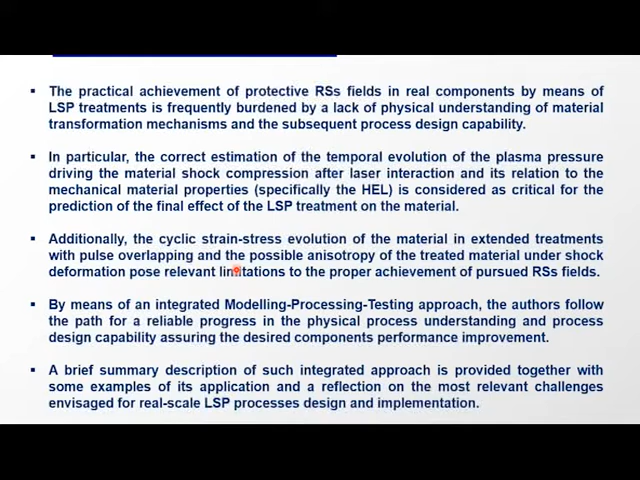 ▪ The practical achievement of protective RSs fields in real components by means of
LSP treatments is frequently burdened by a lack of physical understanding of material
transformation mechanisms and the subsequent process design capability.
▪ In particular, the correct estimation of the temporal evolution of the plasma pressure
driving the material shock compression after laser interaction and its relation to the
mechanical material properties (specifically the HEL) is considered as critical for the
prediction of the final effect of the LSP treatment on the material.
▪ Additionally, the cyclic strain-stress evolution of the material in extended treatments
with pulse overlapping and the possible anisotropy of the treated material under shock
deformation pose relevant limitations to the proper achievement of pursued RSs fields.
▪ By means of an integrated Modelling-Processing-Testing approach, the authors follow
the path for a reliable progress in the physical process understanding and process
design capability assuring the desired components performance improvement.
▪ A brief summary description of such integrated approach is provided together with
some examples of its application and a reflection on the most relevant challenges
envisaged for real-scale LSP processes design and implementation.